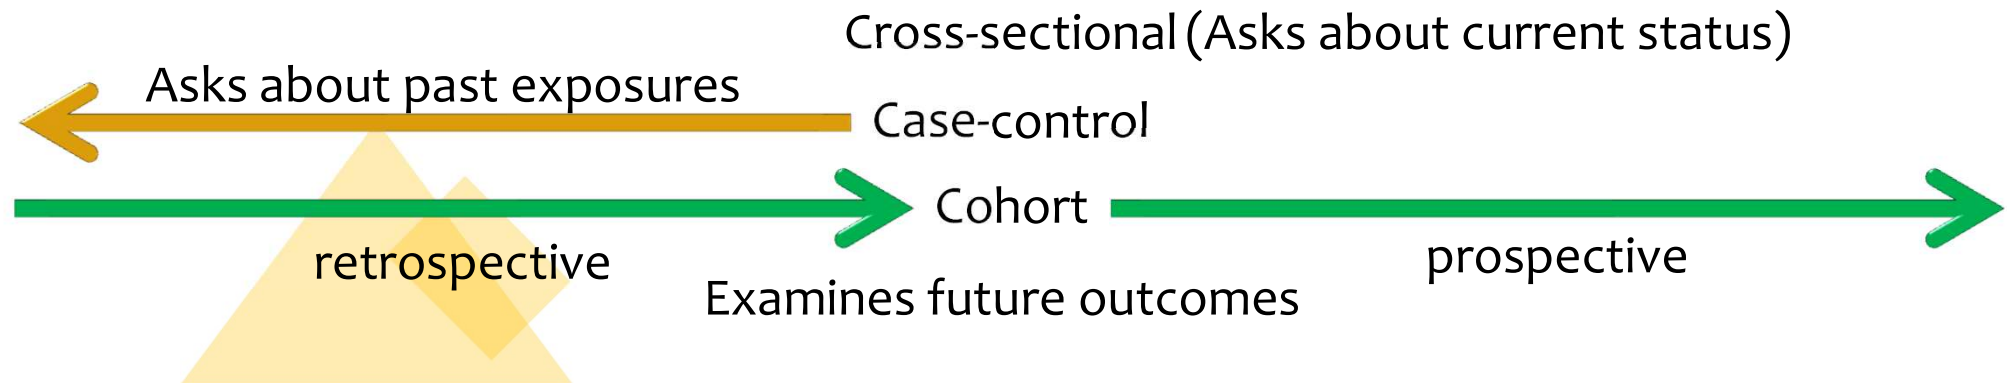 Cross-sectional (Asks about current status)
Asks about past exposures
Case-control
Cohort
retrospective
prospective
Examines future outcomes